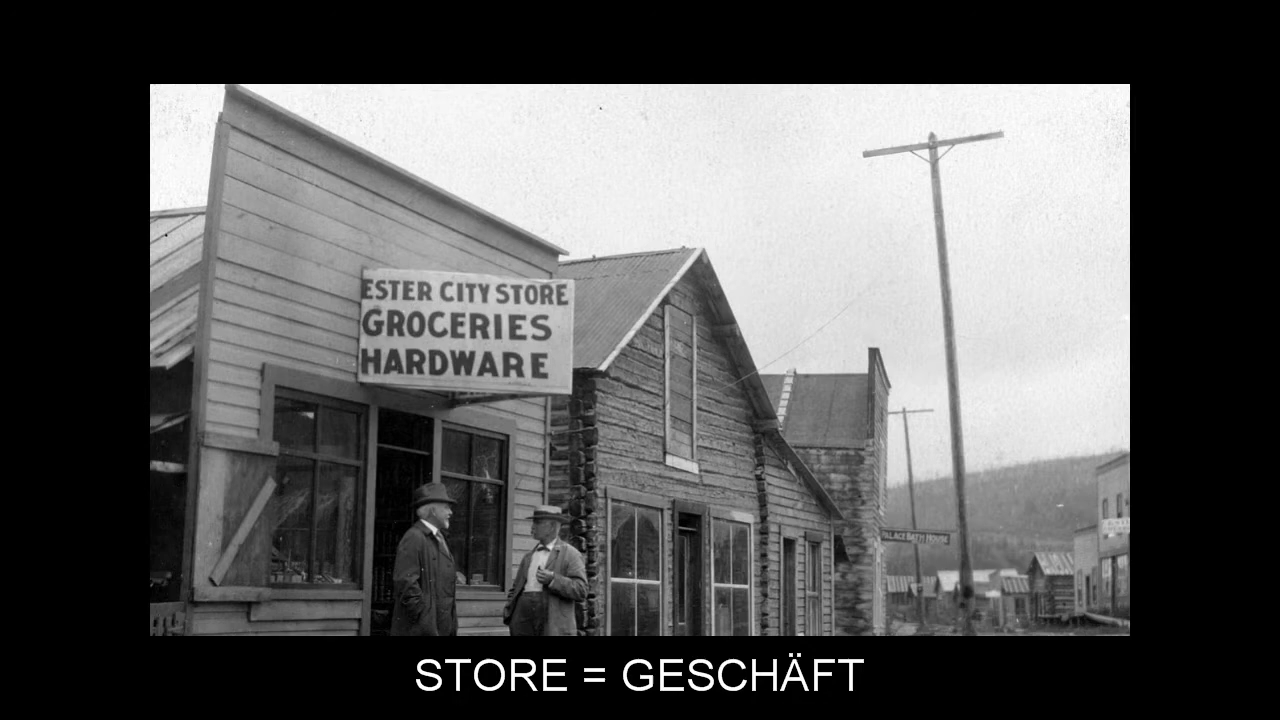 ESTER CITY STORE
GROCERIES
HARDWARE
PALACE BATH HOUSE
STORE = GESCHÄFT